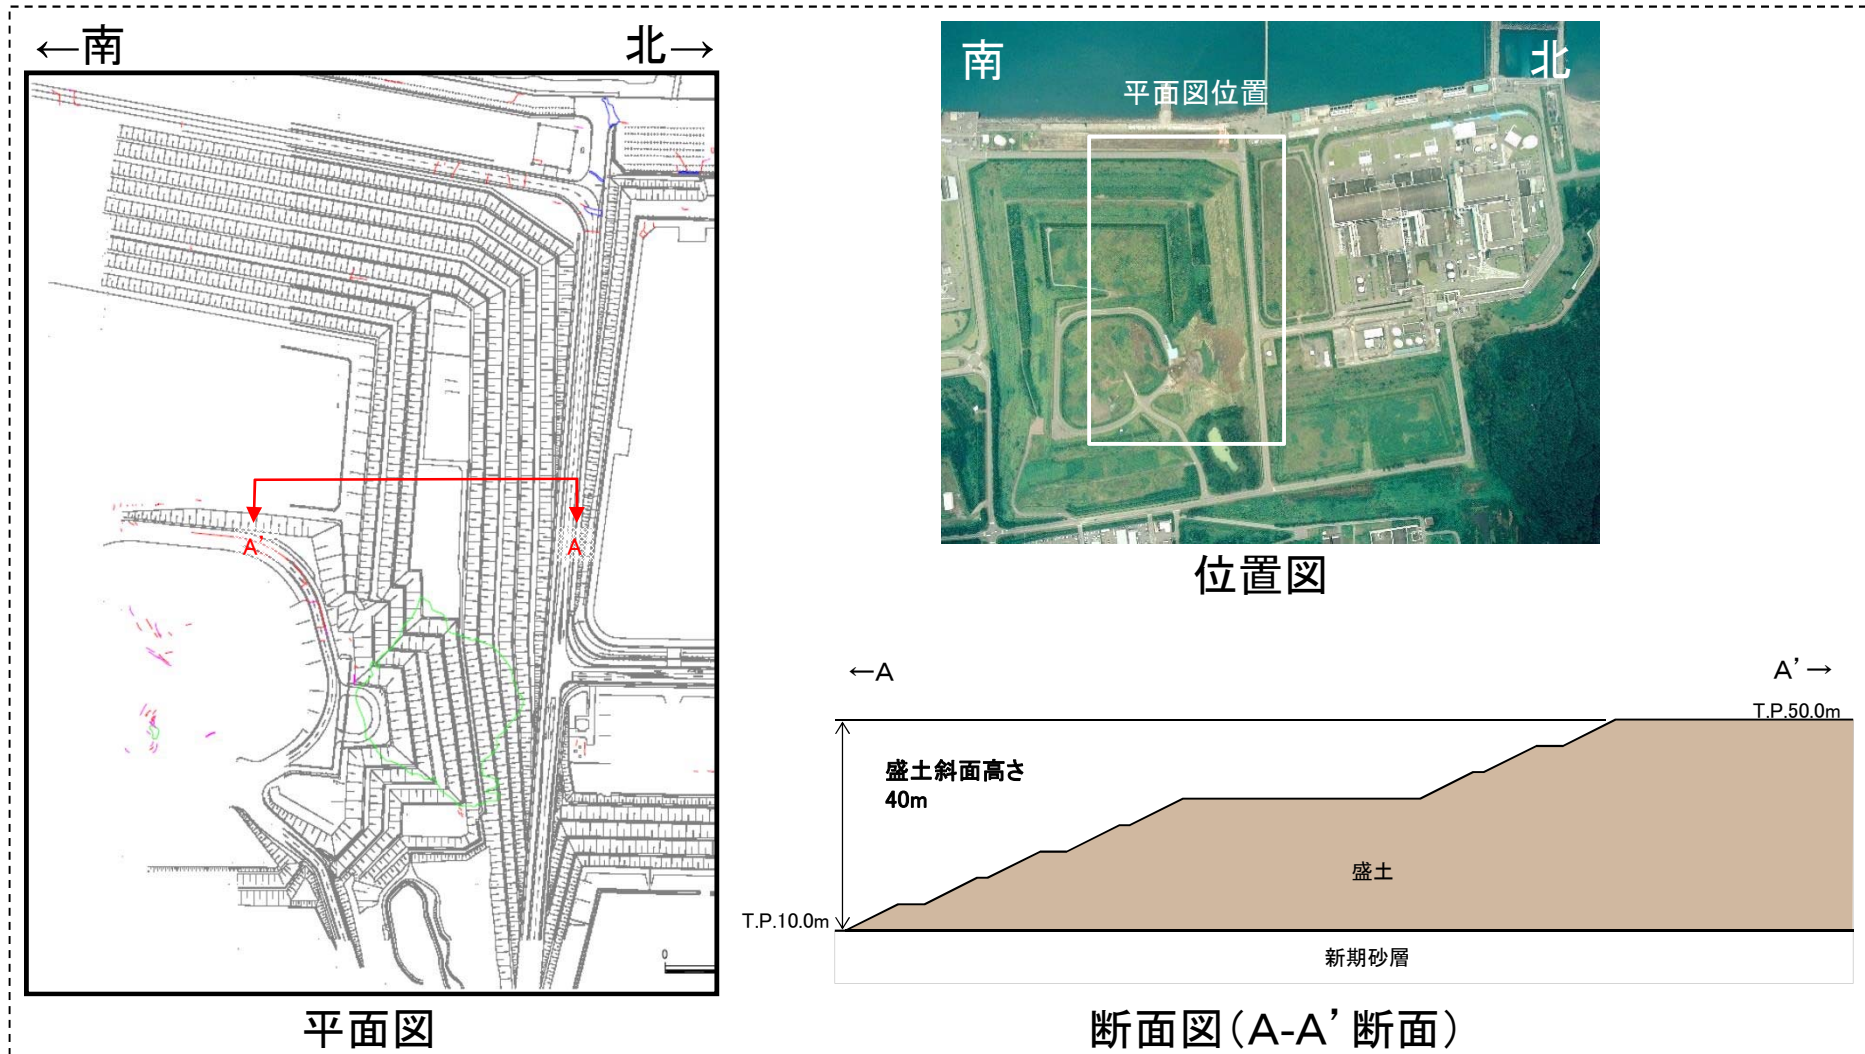 ←南
北→
A'
A
0
平面図
南
北
平面図位置
位置図
←A
A'→
T.P.50.0m
盛土斜面高さ
40m
盛土
T.P.10.0m
新期砂層
断面図(A-A'断面)